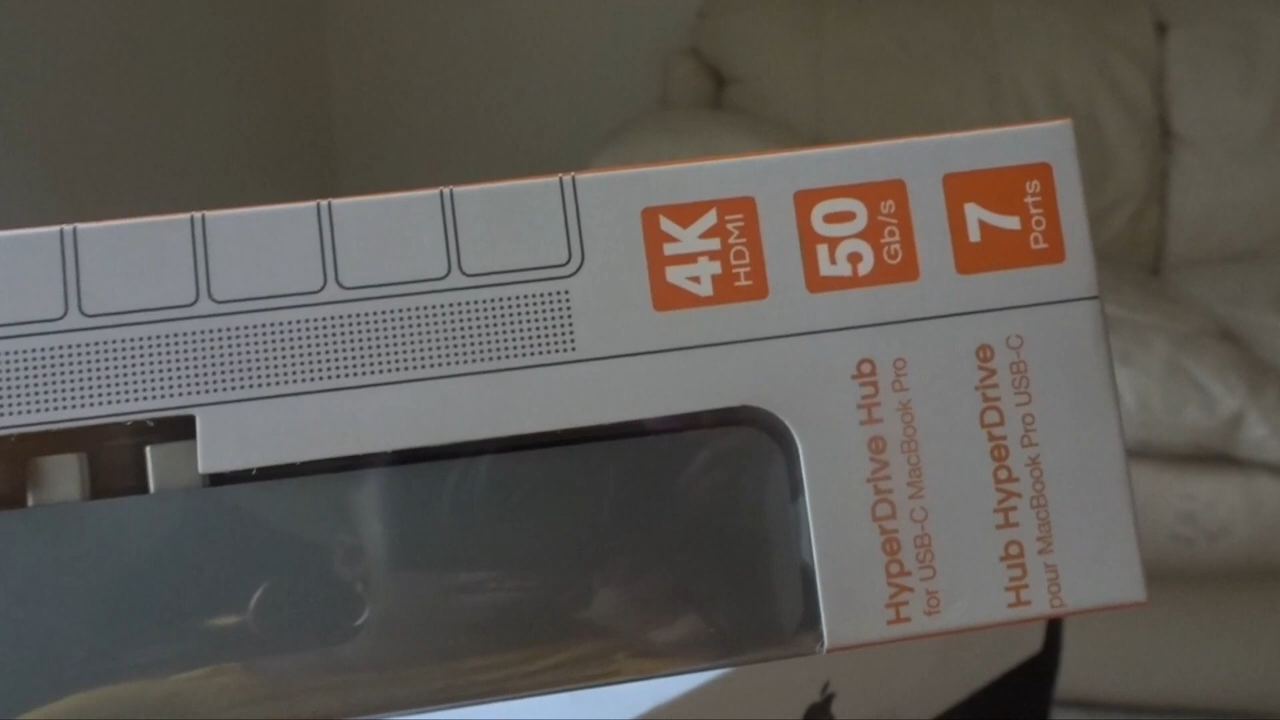 4K
HDMI
50
Gb/s
7
Ports
HyperDrive Hub
for USB-C MacBook Pro
Hub HyperDrive
pour MacBook Pro USB-C